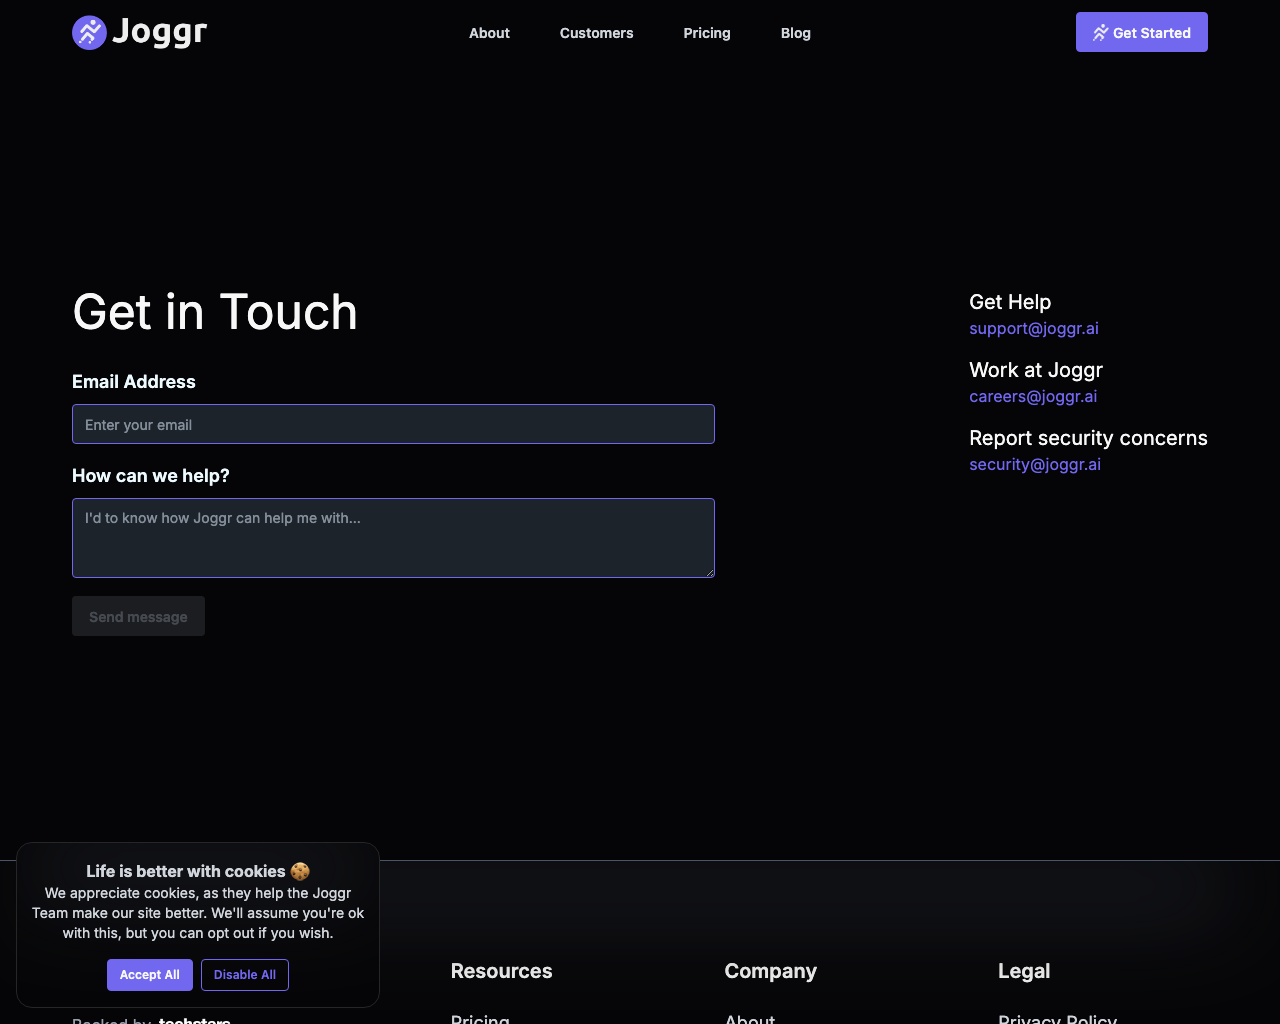 Joggr
About
Customers
Pricing
Blog
Get Started
Get in Touch
Email Address
Enter your email
How can we help?
I'd to know how Joggr can help me with...
Send message
Get Help
support@joggr.ai
Work at Joggr
careers@joggr.ai
Report security concerns
security@joggr.ai
Life is better with cookies 🍪
We appreciate cookies, as they help the Joggr
Team make our site better. We'll assume you're ok
with this, but you can opt out if you wish.
Accept All
Disable All
Backed by techstars
Resources
Pricing
Company
About
Legal
Privacy Policy